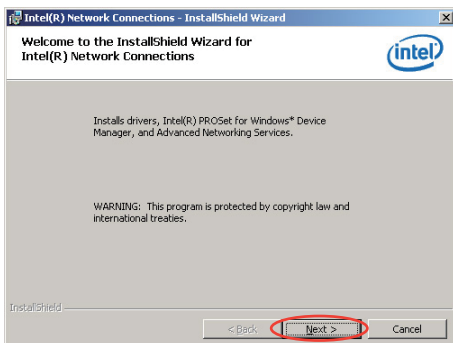 Intel(R) Network Connections - InstallShield Wizard
Welcome to the InstallShield Wizard for
Intel(R) Network Connections
intel
Installs drivers, Intel(R) PROSet for Windows* Device
Manager, and Advanced Networking Services.
WARNING: This program is protected by copyright law and
international treaties.
InstallShield
< Back Next > Cancel